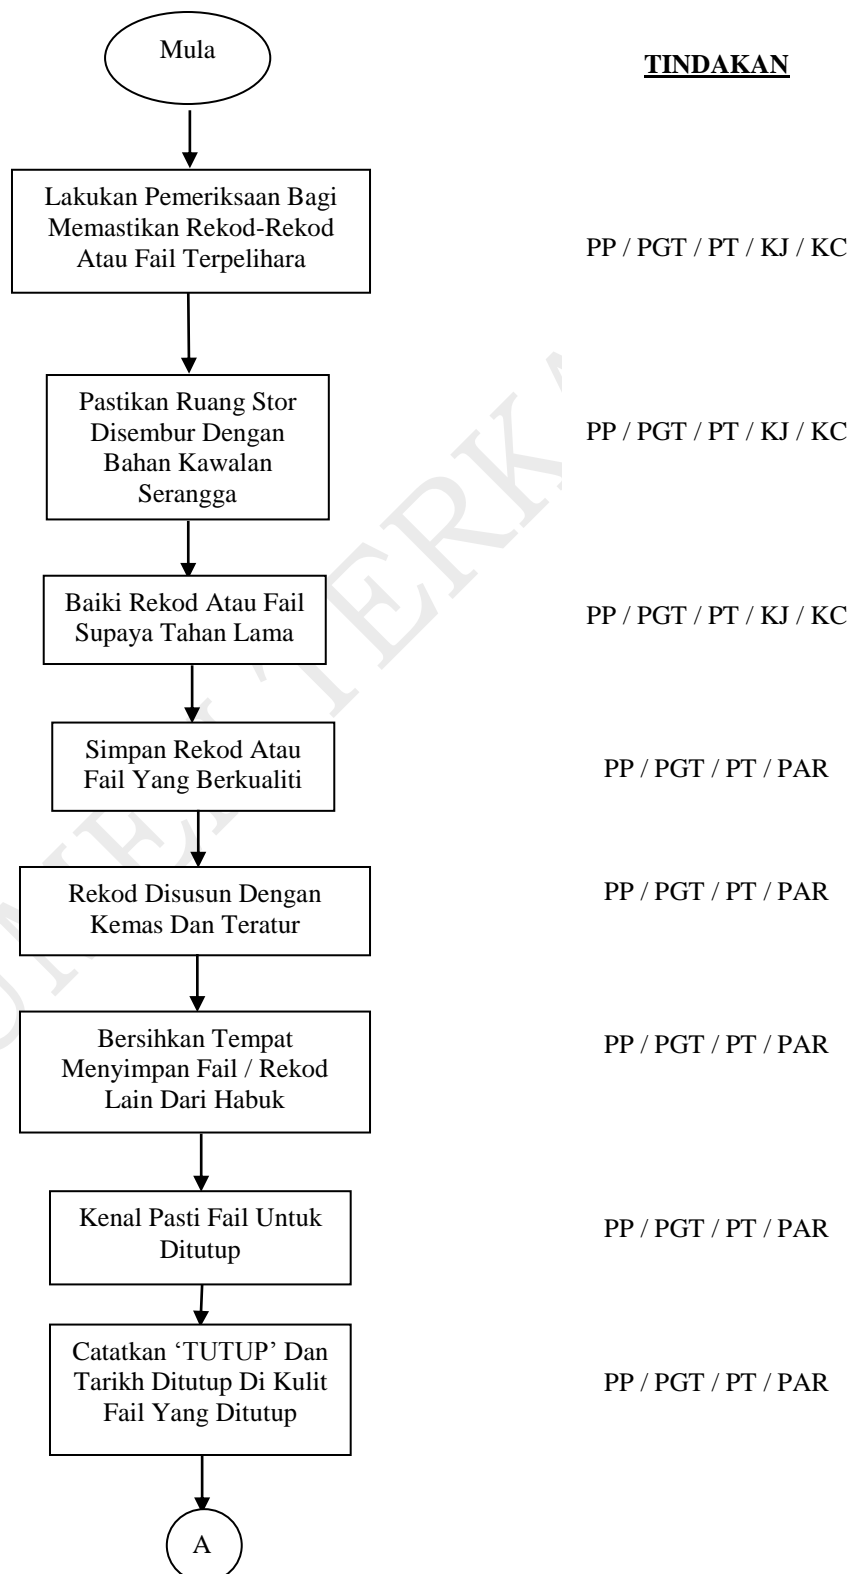 Mula
TINDAKAN
Lakukan Pemeriksaan Bagi
Memastikan Rekod-Rekod
Atau Fail Terpelihara
PP / PGT / PT / KJ / KC
Pastikan Ruang Stor
Disembur Dengan
Bahan Kawalan
Serangga
PP / PGT / PT / KJ / KC
Baiki Rekod Atau Fail
Supaya Tahan Lama
PP / PGT / PT / KJ / KC
Simpan Rekod Atau
Fail Yang Berkualiti
PP / PGT / PT / PAR
Rekod Disusun Dengan
Kemas Dan Teratur
PP / PGT / PT / PAR
Bersihkan Tempat
Menyimpan Fail / Rekod
Lain Dari Habuk
PP / PGT / PT / PAR
Kenal Pasti Fail Untuk
Ditutup
PP / PGT / PT / PAR
Catatkan ‘TUTUP’ Dan
Tarikh Ditutup Di Kulit
Fail Yang Ditutup
PP / PGT / PT / PAR
A